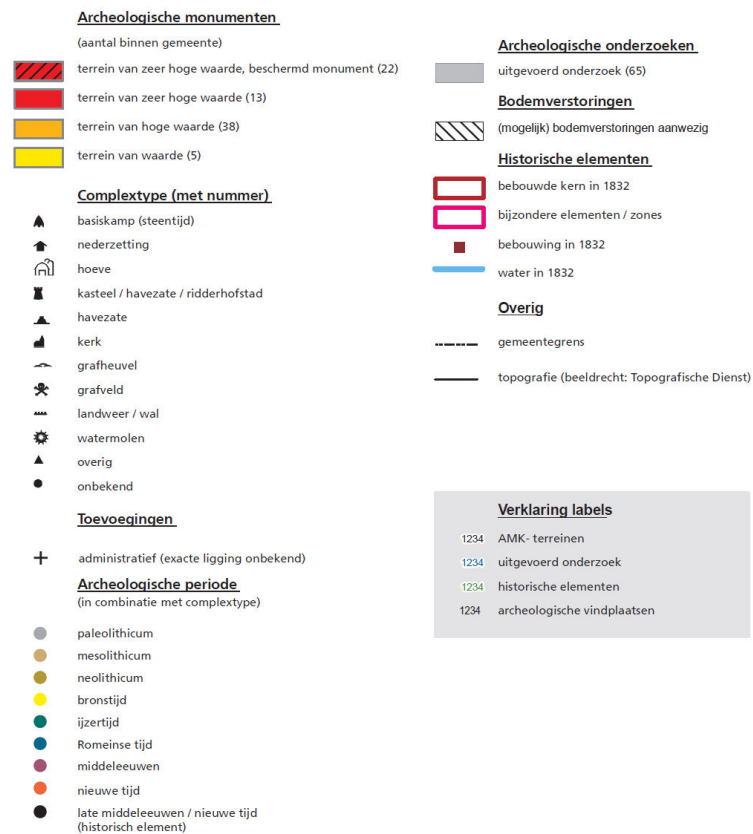 Archeologische monumenten
(aantal binnen gemeente)
terrein van zeer hoge waarde, beschermd monument (22)
terrein van zeer hoge waarde (13)
terrein van hoge waarde (38)
terrein van waarde (5)
Complextype (met nummer)
basiskamp (steentijd)
nederzetting
hoeve
kasteel / havezate / ridderhofstad
havezate
kerk
grafheuvel
grafveld
landweer / wal
watermolen
overig
onbekend
Toevoegingen
administratief (exacte ligging onbekend)
Archeologische periode
(in combinatie met complextype)
paleolithicum
mesolithicum
neolithicum
bronstijd
ijzertijd
Romeinse tijd
middeleeuwen
nieuwe tijd
late middeleeuwen / nieuwe tijd
(historisch element)
Archeologische onderzoeken
uitgevoerd onderzoek (65)
Bodemverstoringen
(mogelijk) bodemverstoringen aanwezig
Historische elementen
bebouwde kern in 1832
bijzondere elementen / zones
bebouwing in 1832
water in 1832
Overig
gemeentegrens
topografie (beeldrecht: Topografische Dienst)
Verklaring labels
1234 AMK- terreinen
1234 uitgevoerd onderzoek
1234 historische elementen
1234 archeologische vindplaatsen